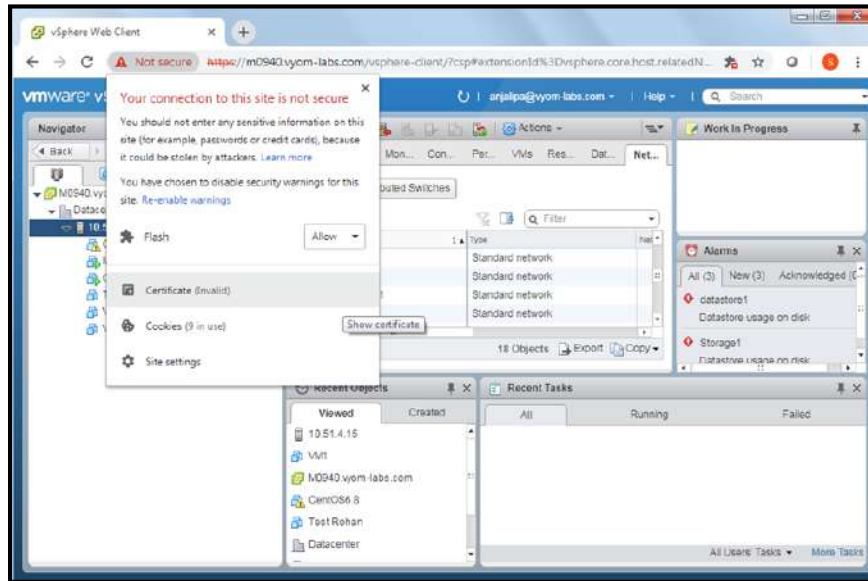 vSphere Web Client
Not secure https://m0940.vyom-labs.com/vsphere-client/?csp#extensionId%3Dvsphere.core.host.relatedN...
vmware vS
anjalipa@vyom-labs.com
Help
Search
Your connection to this site is not secure
You should not enter any sensitive information on this
site (for example, passwords or credit cards), because
it could be stolen by attackers. Learn more
You have chosen to disable security warnings for this
site. Re-enable warnings
Flash
Allow
Certificate (Invalid)
Show certificate
Cookies (9 in use)
Site settings
Navigator
Back
M0940.vyo
Datace
10.5
Actions
Mon... Con... Per... VMs Res... Dat... Net...
buted Switches
Filter
1 Type
Standard network
Standard network
Standard network
Standard network
18 Objects Export Copy
Work In Progress
Alarms
All (3) New (3) Acknowledged (0
datastore1
Datastore usage on disk
Storage1
Datastore usage on disk
Recent Objects
Viewed Created
10.51.4.15
VM1
M0940.vyom-labs.com
CentOS6.8
Test Rohan
Datacenter
Recent Tasks
All Running Failed
All Users' Tasks More Tasks